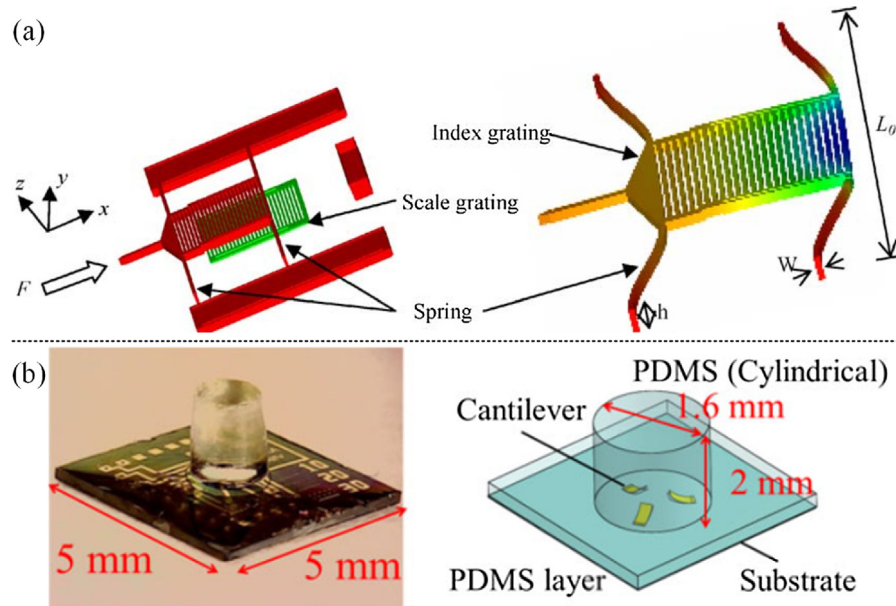 (a)
Index grating
L0
z
y
x
Scale grating
F
Spring
W
h
(b)
5 mm
5 mm
PDMS (Cylindrical)
1.6 mm
Cantilever
2 mm
PDMS layer
Substrate